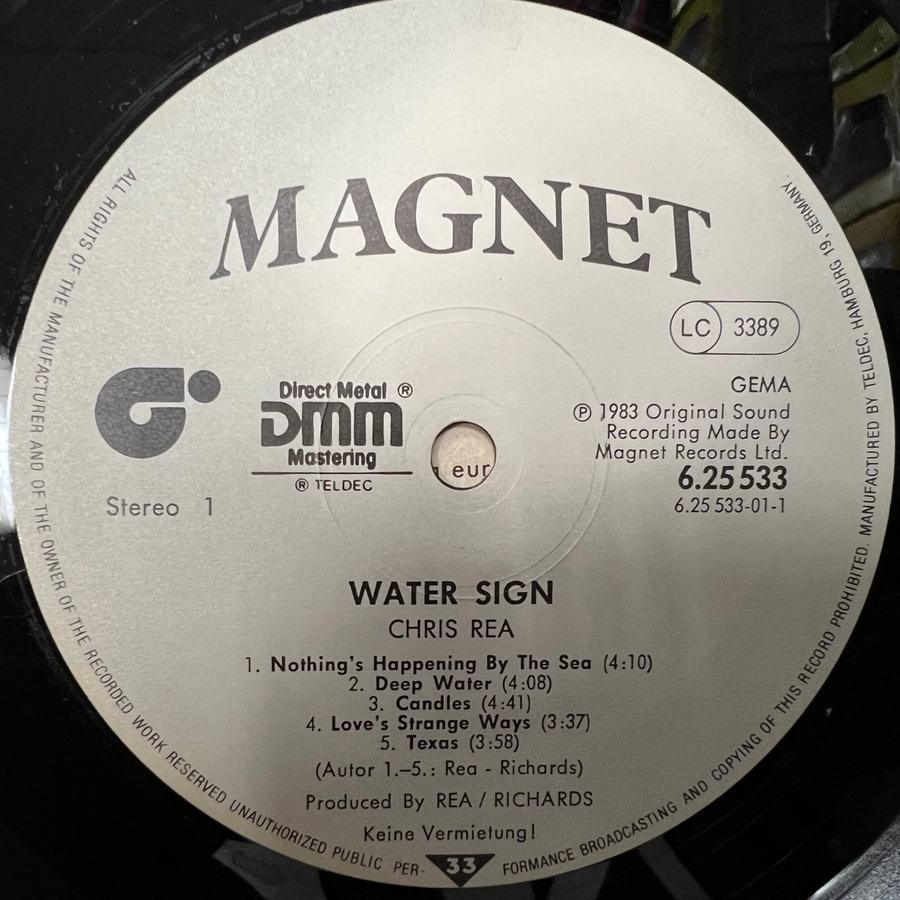 MAGNET
LC 3389
GEMA
Ⓟ 1983 Original Sound
Recording Made By
Magnet Records Ltd.
6.25 533
6.25 533-01-1
Direct Metal ®
DMM
Mastering
® TELDEC
eur
Stereo 1
WATER SIGN
CHRIS REA
1. Nothing's Happening By The Sea (4:10)
2. Deep Water (4:08)
3. Candles (4:41)
4. Love's Strange Ways (3:37)
5. Texas (3:58)
(Autor 1.–5.: Rea - Richards)
Produced By REA / RICHARDS
Keine Vermietung!
33
ALL RIGHTS OF THE MANUFACTURER AND OF THE OWNER OF THE RECORDED WORK RESERVED UNAUTHORIZED PUBLIC PER- FORMANCE BROADCASTING AND COPYING OF THIS RECORD PROHIBITED. MANUFACTURED BY TELDEC, HAMBURG 19, GERMANY.